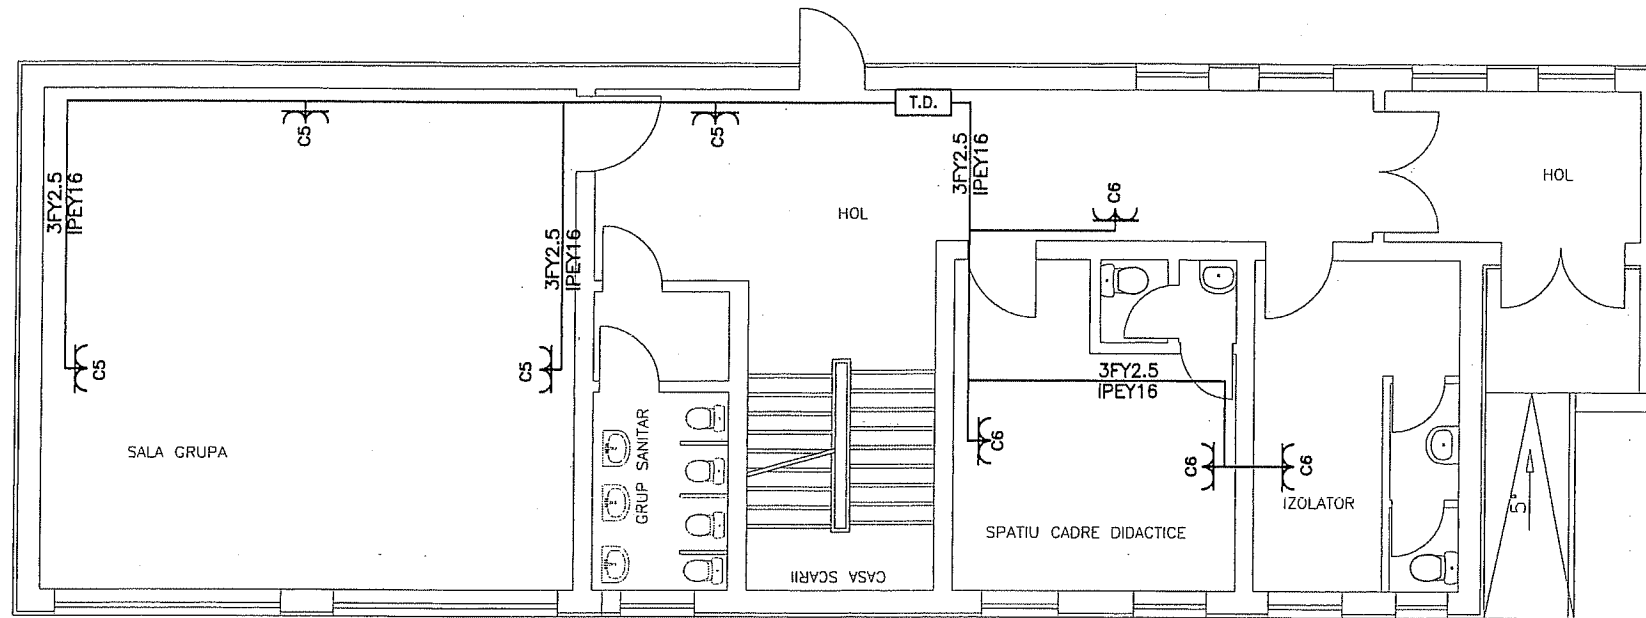 T.D.
C5
C5
3FY2.5
IPEY16
3FY2.5
IPEY16
C6
HOL
HOL
3FY2.5
IPEY16
C5
C5
3FY2.5
IPEY16
SALA GRUPA
GRUP SANITAR
C6
C6
C6
IZOLATOR
SPATIU CADRE DIDACTICE
CASA SCARII
5°